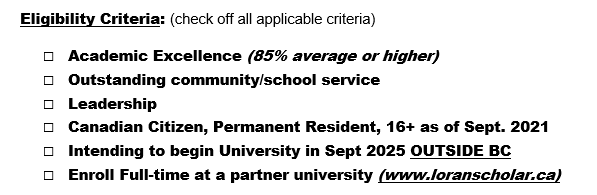 Eligibility Criteria: (check off all applicable criteria)
□ Academic Excellence (85% average or higher)
□ Outstanding community/school service
□ Leadership
□ Canadian Citizen, Permanent Resident, 16+ as of Sept. 2021
□ Intending to begin University in Sept 2025 OUTSIDE BC
□ Enroll Full-time at a partner university (www.loranscholar.ca)